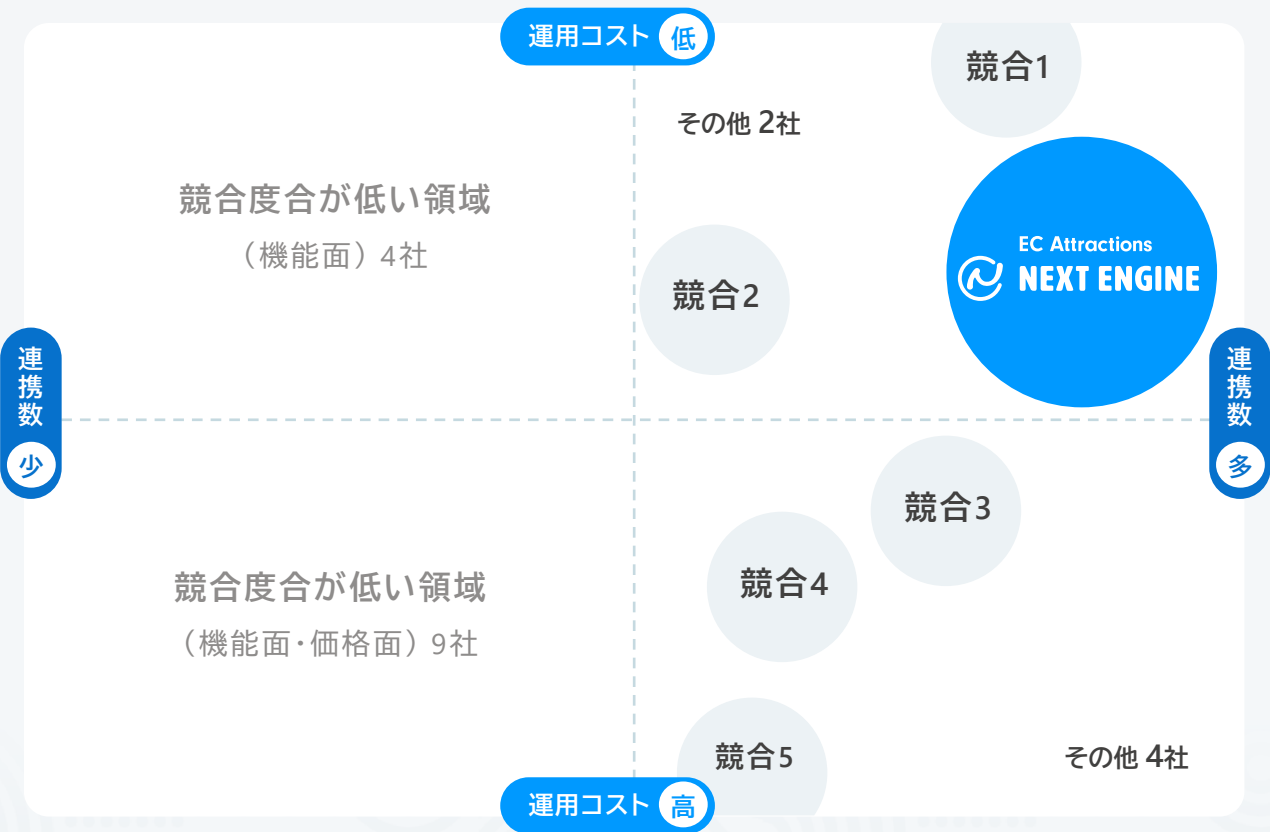 運用コスト 低
競合1
その他 2社
競合度合が低い領域
（機能面）4社
EC Attractions
NEXT ENGINE
競合2
連携数 少
連携数 多
競合3
競合4
競合度合が低い領域
（機能面・価格面）9社
競合5
その他 4社
運用コスト 高